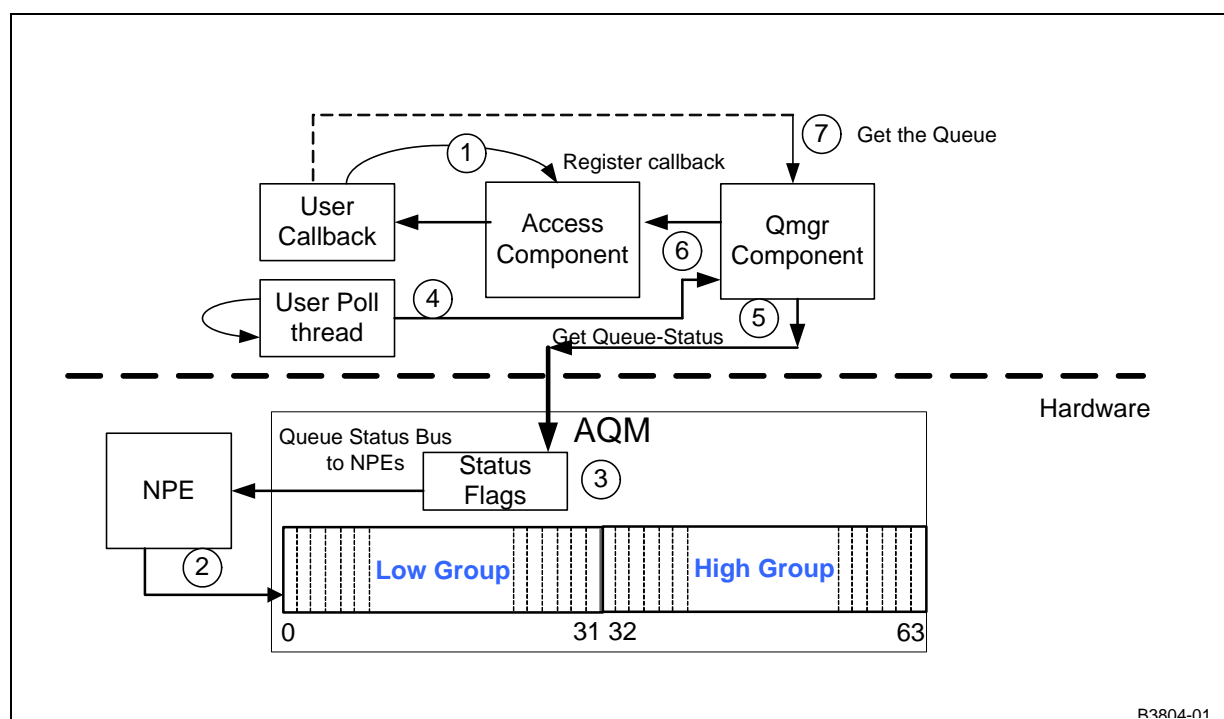 7
Get the Queue
1
Register callback
User
Callback
Access
Component
Qmgr
Component
6
User Poll
thread
4
5
Get Queue-Status
Hardware
AQM
Queue Status Bus
to NPEs
Status
Flags
3
NPE
2
Low Group
High Group
0
31
32
63
B3804-01